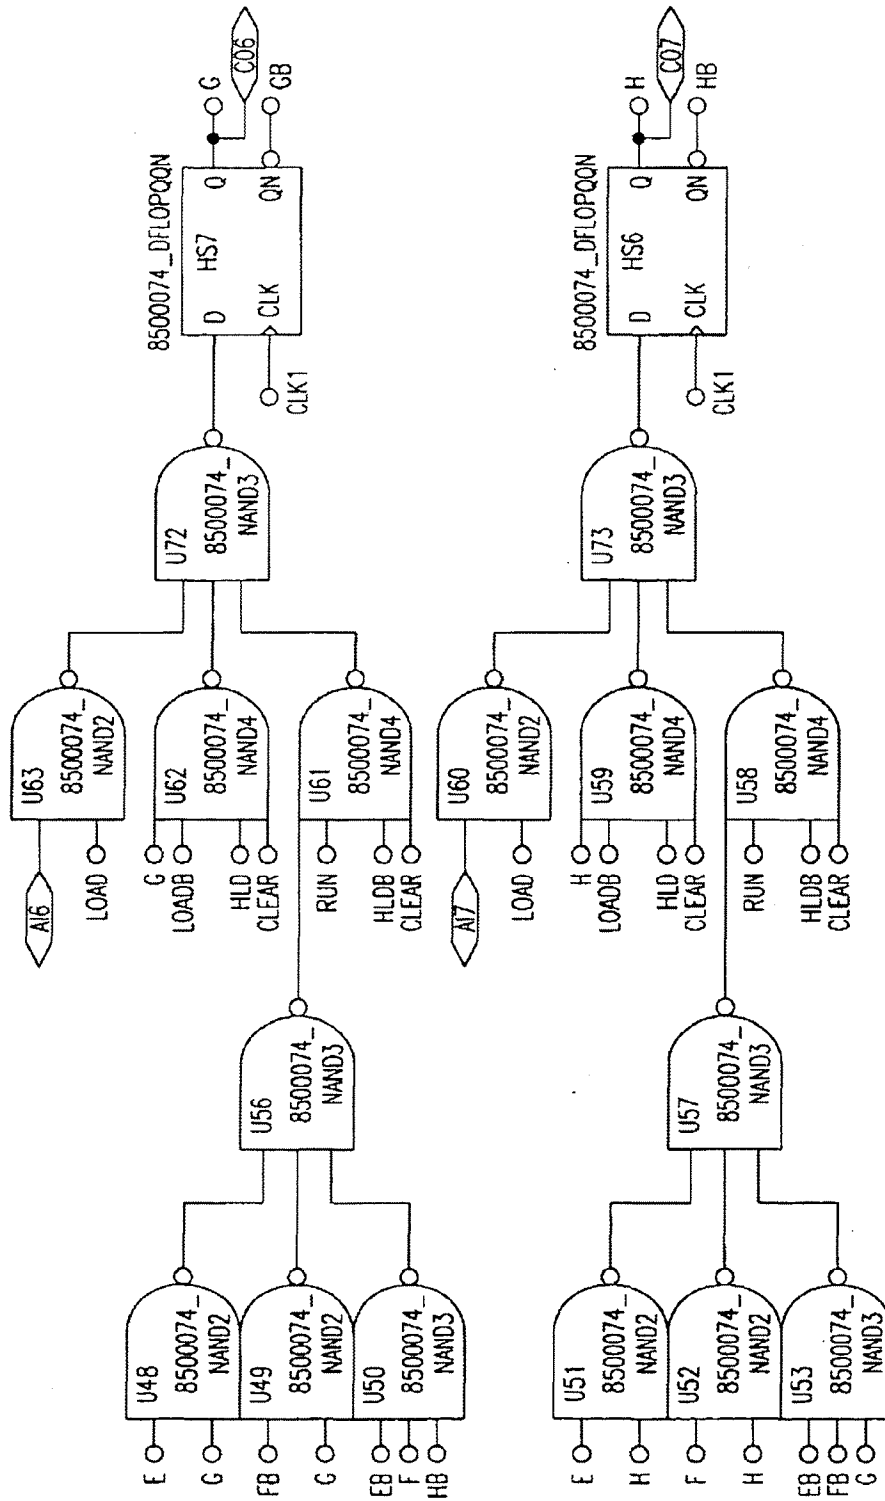 E
G
U48
8500074_
NAND2
FB
G
U49
8500074_
NAND2
EB
F
HB
U50
8500074_
NAND3
U56
8500074_
NAND3
AI6
LOAD
U63
8500074_
NAND2
G
LOADB
HLD
CLEAR
U62
8500074_
NAND4
RUN
HLDB
CLEAR
U61
8500074_
NAND4
U72
8500074_
NAND3
8500074_DFLOPQQN
D
Q
HS7
CLK
QN
CLK1
G
C06
GB
E
H
U51
8500074_
NAND2
F
H
U52
8500074_
NAND2
EB
FB
G
U53
8500074_
NAND3
U57
8500074_
NAND3
AI7
LOAD
U60
8500074_
NAND2
H
LOADB
HLD
CLEAR
U59
8500074_
NAND4
RUN
HLDB
CLEAR
U58
8500074_
NAND4
U73
8500074_
NAND3
8500074_DFLOPQQN
D
Q
HS6
CLK
QN
CLK1
H
C07
HB